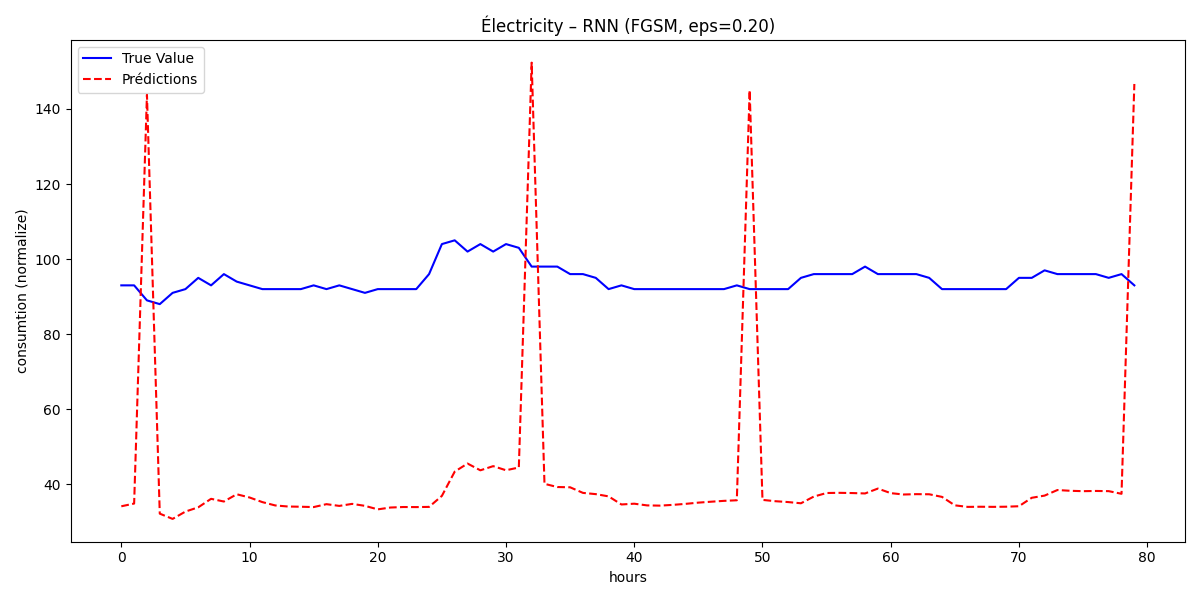 Électricity – RNN (FGSM, eps=0.20)
True Value
Prédictions
consumtion (normalize)
140
120
100
80
60
40
0 10 20 30 40 50 60 70 80
hours